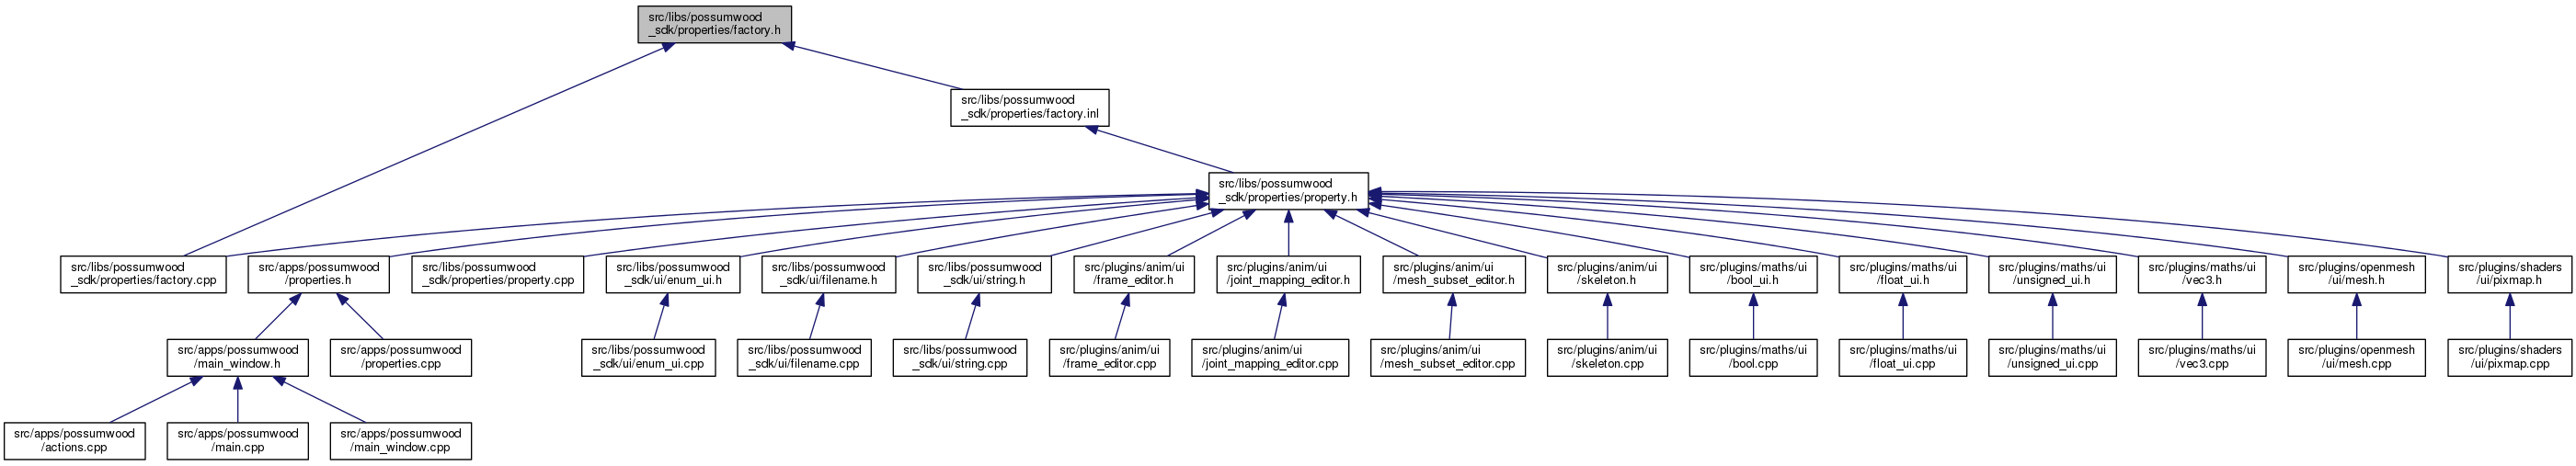 src/libs/possumwood
_sdk/properties/factory.h
src/libs/possumwood
_sdk/properties/factory.inl
src/libs/possumwood
_sdk/properties/property.h
src/libs/possumwood
_sdk/properties/factory.cpp
src/apps/possumwood
/properties.h
src/libs/possumwood
_sdk/properties/property.cpp
src/libs/possumwood
_sdk/ui/enum_ui.h
src/libs/possumwood
_sdk/ui/filename.h
src/libs/possumwood
_sdk/ui/string.h
src/plugins/anim/ui
/frame_editor.h
src/plugins/anim/ui
/joint_mapping_editor.h
src/plugins/anim/ui
/mesh_subset_editor.h
src/plugins/anim/ui
/skeleton.h
src/plugins/maths/ui
/bool_ui.h
src/plugins/maths/ui
/float_ui.h
src/plugins/maths/ui
/unsigned_ui.h
src/plugins/maths/ui
/vec3.h
src/plugins/openmesh
/ui/mesh.h
src/plugins/shaders
/ui/pixmap.h
src/apps/possumwood
/main_window.h
src/apps/possumwood
/properties.cpp
src/libs/possumwood
_sdk/ui/enum_ui.cpp
src/libs/possumwood
_sdk/ui/filename.cpp
src/libs/possumwood
_sdk/ui/string.cpp
src/plugins/anim/ui
/frame_editor.cpp
src/plugins/anim/ui
/joint_mapping_editor.cpp
src/plugins/anim/ui
/mesh_subset_editor.cpp
src/plugins/anim/ui
/skeleton.cpp
src/plugins/maths/ui
/bool.cpp
src/plugins/maths/ui
/float_ui.cpp
src/plugins/maths/ui
/unsigned_ui.cpp
src/plugins/maths/ui
/vec3.cpp
src/plugins/openmesh
/ui/mesh.cpp
src/plugins/shaders
/ui/pixmap.cpp
src/apps/possumwood
/actions.cpp
src/apps/possumwood
/main.cpp
src/apps/possumwood
/main_window.cpp